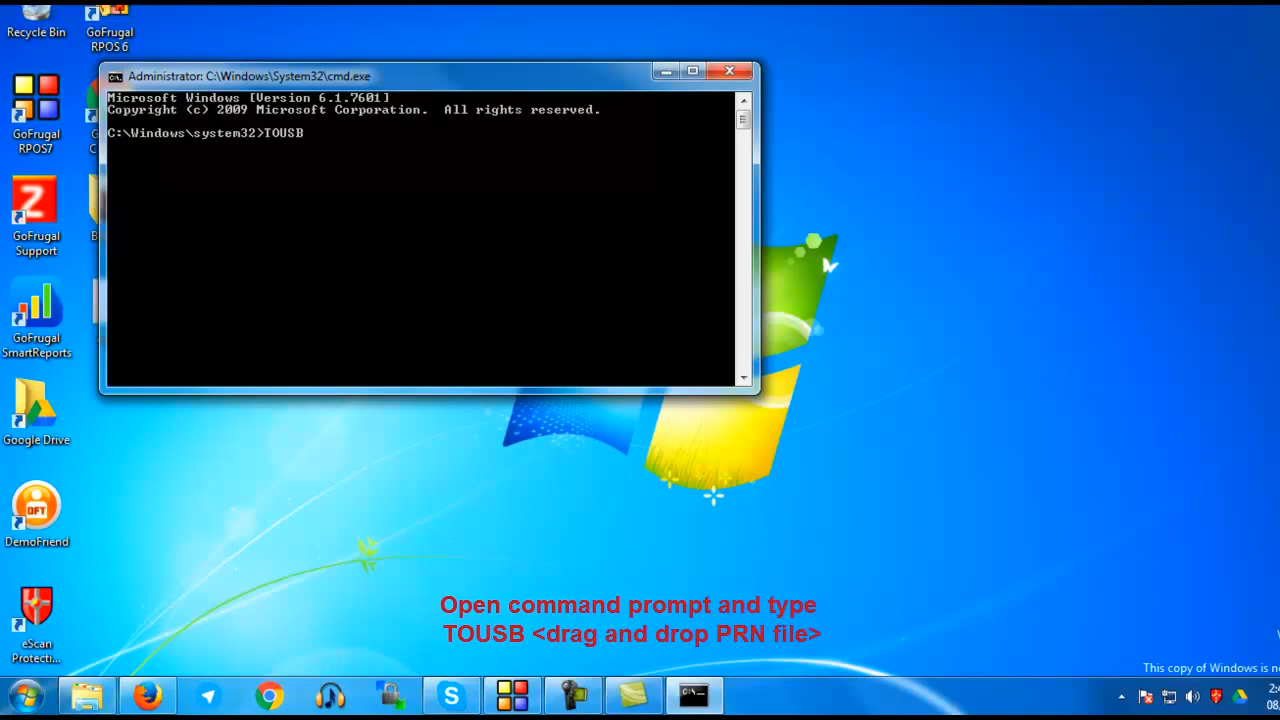 Recycle Bin
GoFrugal
RPOS 6
Administrator: C:\Windows\System32\cmd.exe
Microsoft Windows [Version 6.1.7601]
Copyright (c) 2009 Microsoft Corporation. All rights reserved.
C:\Windows\system32>TOUSB
GoFrugal
RPOS7
GoFrugal
Support
GoFrugal
SmartReports
Google Drive
DFT
DemoFriend
eScan
Protecti...
Open command prompt and type
TOUSB <drag and drop PRN file>
This copy of Windows is